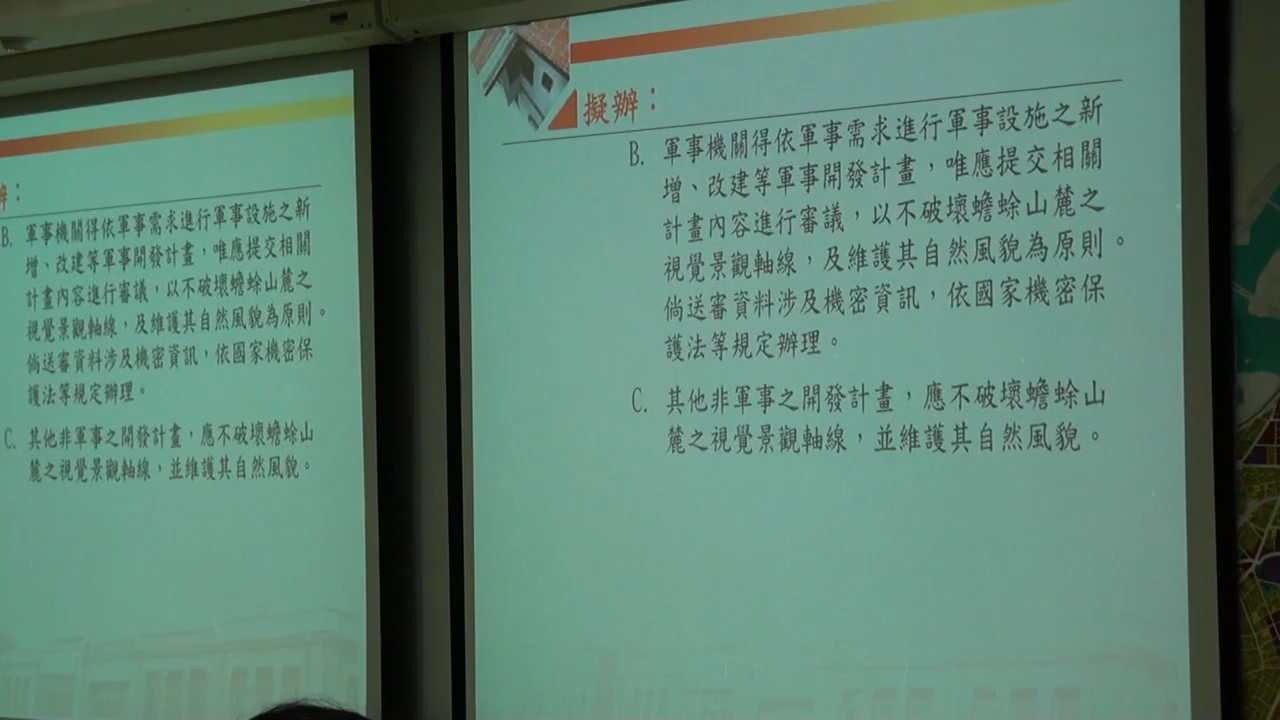 辦：
B. 軍事機關得依軍事需求進行軍事設施之新
增、改建等軍事開發計畫，唯應提交相關
計畫內容進行審議，以不破壞蟾蜍山麓之
視覺景觀軸線，及維護其自然風貌為原則。
倘送審資料涉及機密資訊，依國家機密保
護法等規定辦理。
C. 其他非軍事之開發計畫，應不破壞蟾蜍山
麓之視覺景觀軸線，並維護其自然風貌。
擬辦：
B. 軍事機關得依軍事需求進行軍事設施之新
增、改建等軍事開發計畫，唯應提交相關
計畫內容進行審議，以不破壞蟾蜍山麓之
視覺景觀軸線，及維護其自然風貌為原則。
倘送審資料涉及機密資訊，依國家機密保
護法等規定辦理。
C. 其他非軍事之開發計畫，應不破壞蟾蜍山
麓之視覺景觀軸線，並維護其自然風貌。